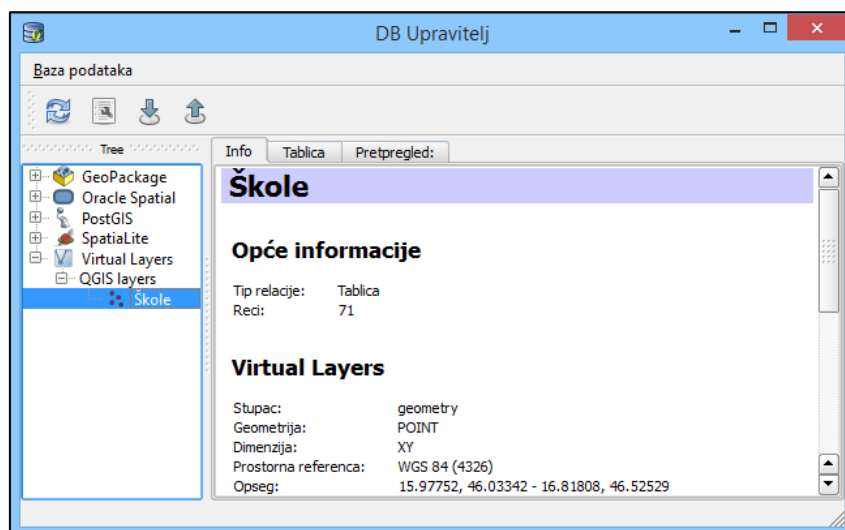 DB Upravitelj
Baza podataka
Tree
GeoPackage
Oracle Spatial
PostGIS
SpatiaLite
Virtual Layers
QGIS layers
Škole
Info Tablica Pretpregled:
Škole
Opće informacije
Tip relacije: Tablica
Reci: 71
Virtual Layers
Stupac: geometry
Geometrija: POINT
Dimenzija: XY
Prostorna referenca: WGS 84 (4326)
Opseg: 15.97752, 46.03342 - 16.81808, 46.52529